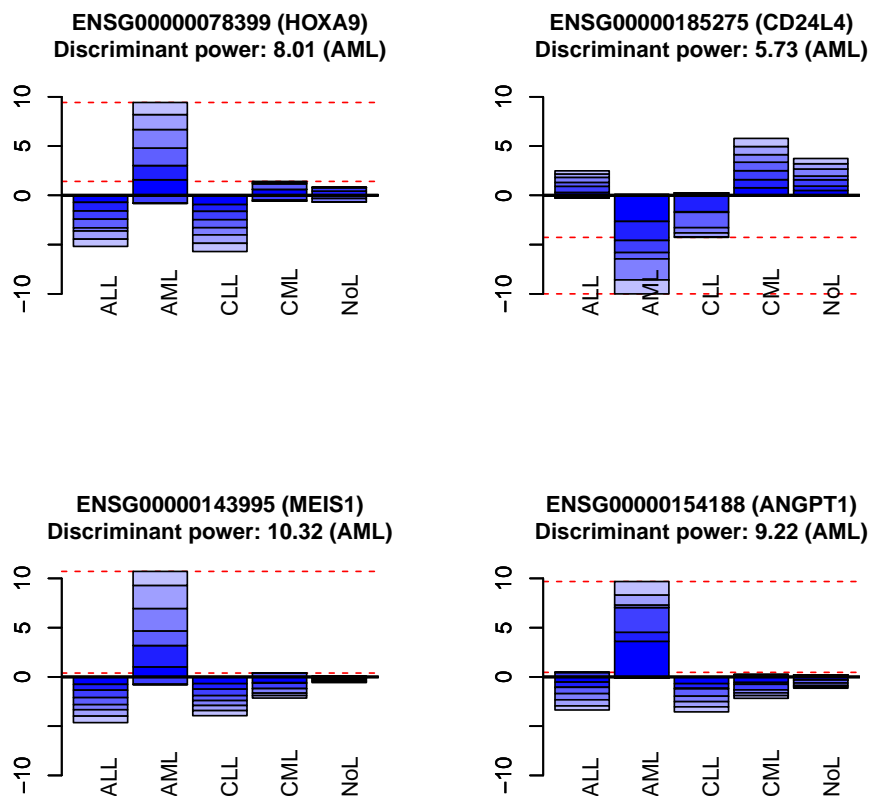 ENSG00000078399 (HOXA9)
Discriminant power: 8.01 (AML)
10
5
0
−10
ALL
AML
CLL
CML
NoL
ENSG00000185275 (CD24L4)
Discriminant power: 5.73 (AML)
10
5
0
−10
ALL
AML
CLL
CML
NoL
ENSG00000143995 (MEIS1)
Discriminant power: 10.32 (AML)
10
5
0
−10
ALL
AML
CLL
CML
NoL
ENSG00000154188 (ANGPT1)
Discriminant power: 9.22 (AML)
10
5
0
−10
ALL
AML
CLL
CML
NoL